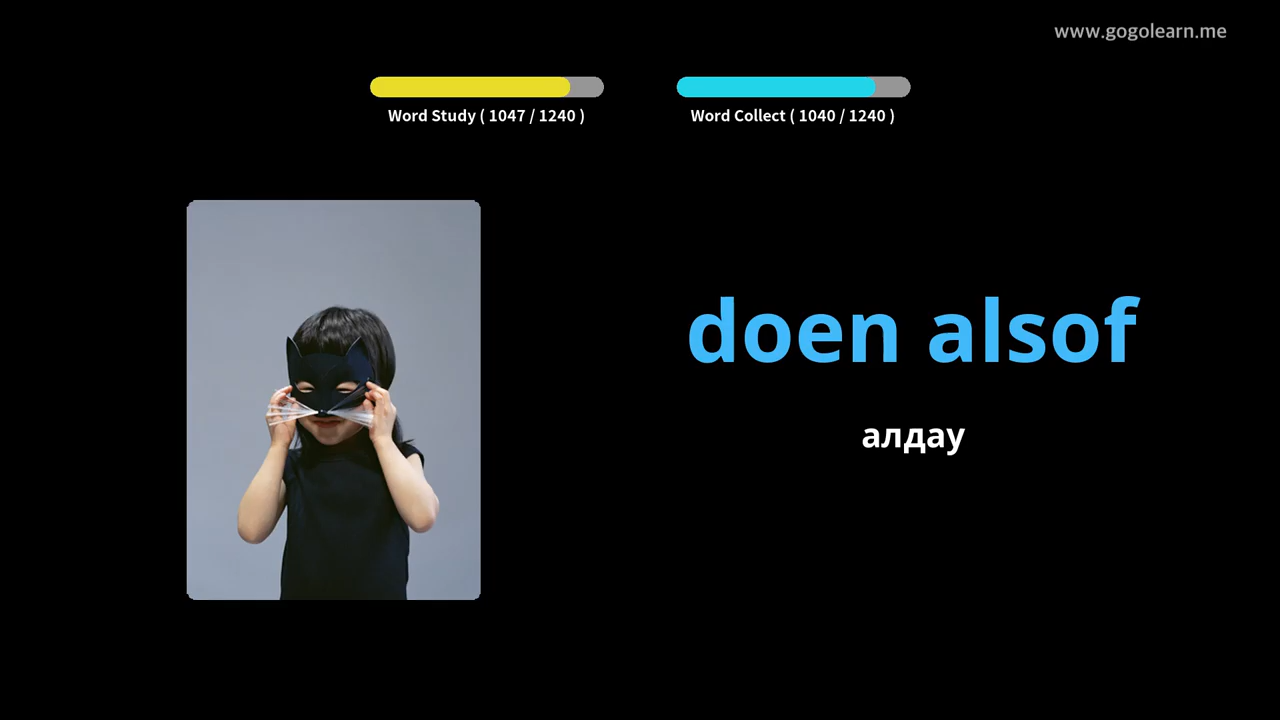 www.gogolearn.me
Word Study ( 1047 / 1240 )
Word Collect ( 1040 / 1240 )
doen alsof
алдау